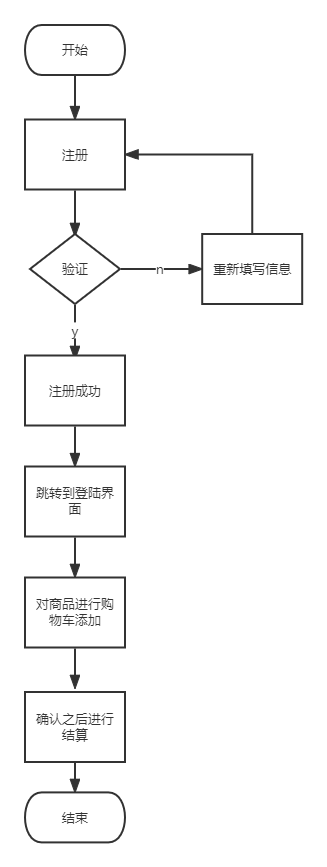 开始
注册
验证
n
重新填写信息
y
注册成功
跳转到登陆界
面
对商品进行购
物车添加
确认之后进行
结算
结束